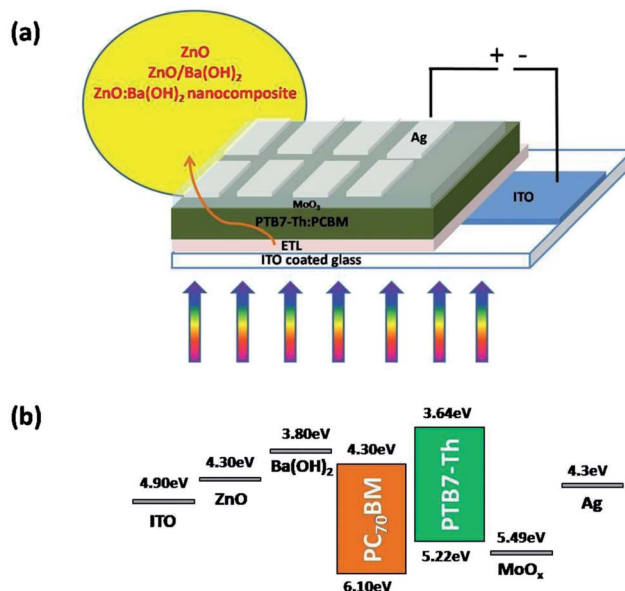 (a)
ZnO
ZnO/Ba(OH)₂
ZnO:Ba(OH)₂ nanocomposite
+ -
Ag
MoOₓ
PTB7-Th:PCBM
ETL
ITO coated glass
ITO
(b)
4.90eV
ITO
4.30eV
ZnO
3.80eV
Ba(OH)₂
4.30eV
PC₇₀BM
6.10eV
3.64eV
PTB7-Th
5.22eV
5.49eV
MoOₓ
4.3eV
Ag